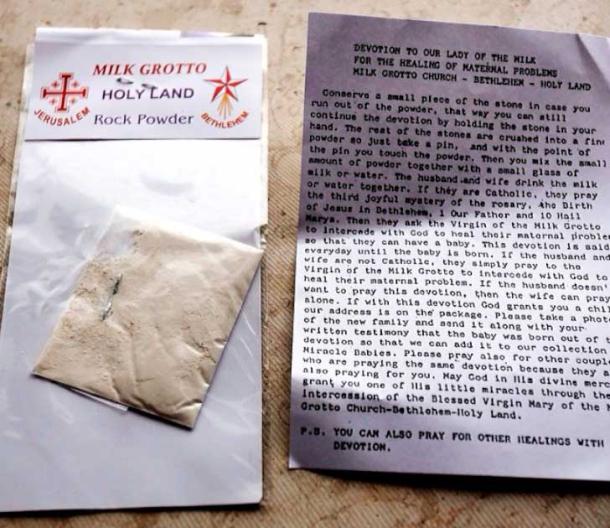 MILK GROTTO
HOLY LAND
JERUSALEM
BETHLEHEM
Rock Powder
DEVOTION TO OUR LADY OF THE MILK
FOR THE HEALING OF MATERNAL PROBLEMS
MILK GROTTO CHURCH - BETHLEHEM - HOLY LAND
Conserve a small piece of the stone in case you
run out of the powder, that way you can still
continue the devotion by holding the stone in your
hand. The rest of the stones are crushed into a fine
powder so just take a pin, and with the point of
the pin you touch the powder. Then you mix the small
amount of powder together with a small glass of
milk or water. The husband and wife drink the milk
or water together. If they are Catholic, they pray
the third joyful mystery of the rosary, the Birth
of Jesus in Bethlehem, 1 Our Father and 10 Hail
Marys. Then they ask the Virgin of the Milk Grotto
to intercede with God to heal their maternal
so that they can have a baby. This devotion is said
everyday until the baby is born. If the husband and
wife are not Catholic, they simply pray to the
Virgin of the Milk Grotto to intercede with God to
heal their maternal problem. If the husband doesn'
want to pray this devotion, then the wife can pray
alone. If with this devotion God grants you a
our address is on the package. Please take a
of the new family and send it along with your
written testimony that the baby was born out of
devotion so that we can add it to our collection
Miracle Babies. Please pray also for other
who are praying the same devotion because they
also praying for you. May God in His divine
grant you one of His little miracles through the
intercession of the Blessed Virgin Mary of the
Grotto Church-Bethlehem-Holy Land.
P.S. YOU CAN ALSO PRAY FOR OTHER HEALINGS WITH
DEVOTION.